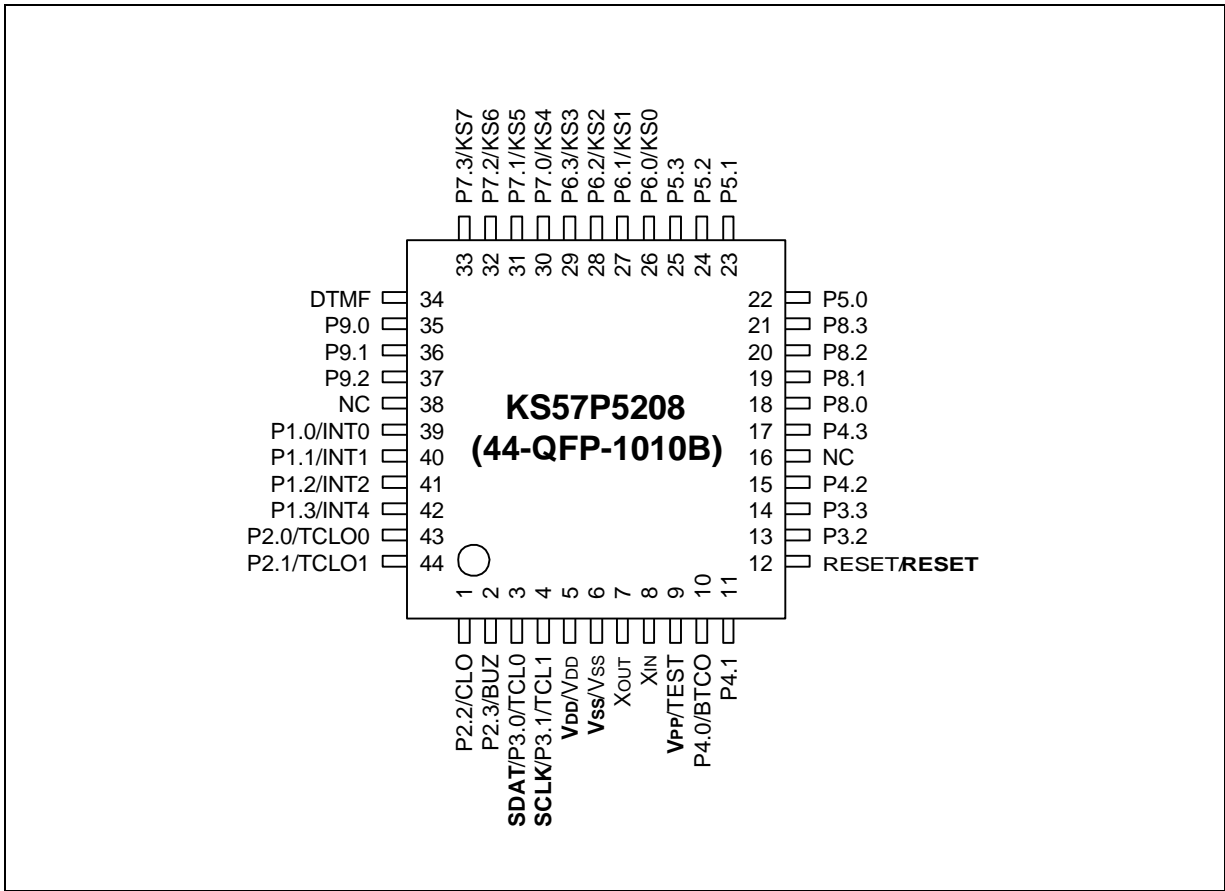 P7.3/KS7
P7.2/KS6
P7.1/KS5
P7.0/KS4
P6.3/KS3
P6.2/KS2
P6.1/KS1
P6.0/KS0
P5.3
P5.2
P5.1
33
32
31
30
29
28
27
26
25
24
23
DTMF 34
P9.0 35
P9.1 36
P9.2 37
NC 38
P1.0/INT0 39
P1.1/INT1 40
P1.2/INT2 41
P1.3/INT4 42
P2.0/TCLO0 43
P2.1/TCLO1 44
KS57P5208
(44-QFP-1010B)
22 P5.0
21 P8.3
20 P8.2
19 P8.1
18 P8.0
17 P4.3
16 NC
15 P4.2
14 P3.3
13 P3.2
12 RESET/RESET
1
2
3
4
5
6
7
8
9
10
11
P2.2/CLO
P2.3/BUZ
SDAT/P3.0/TCL0
SCLK/P3.1/TCL1
VDD/VDD
VSS/VSS
XOUT
XIN
VPP/TEST
P4.0/BTCO
P4.1